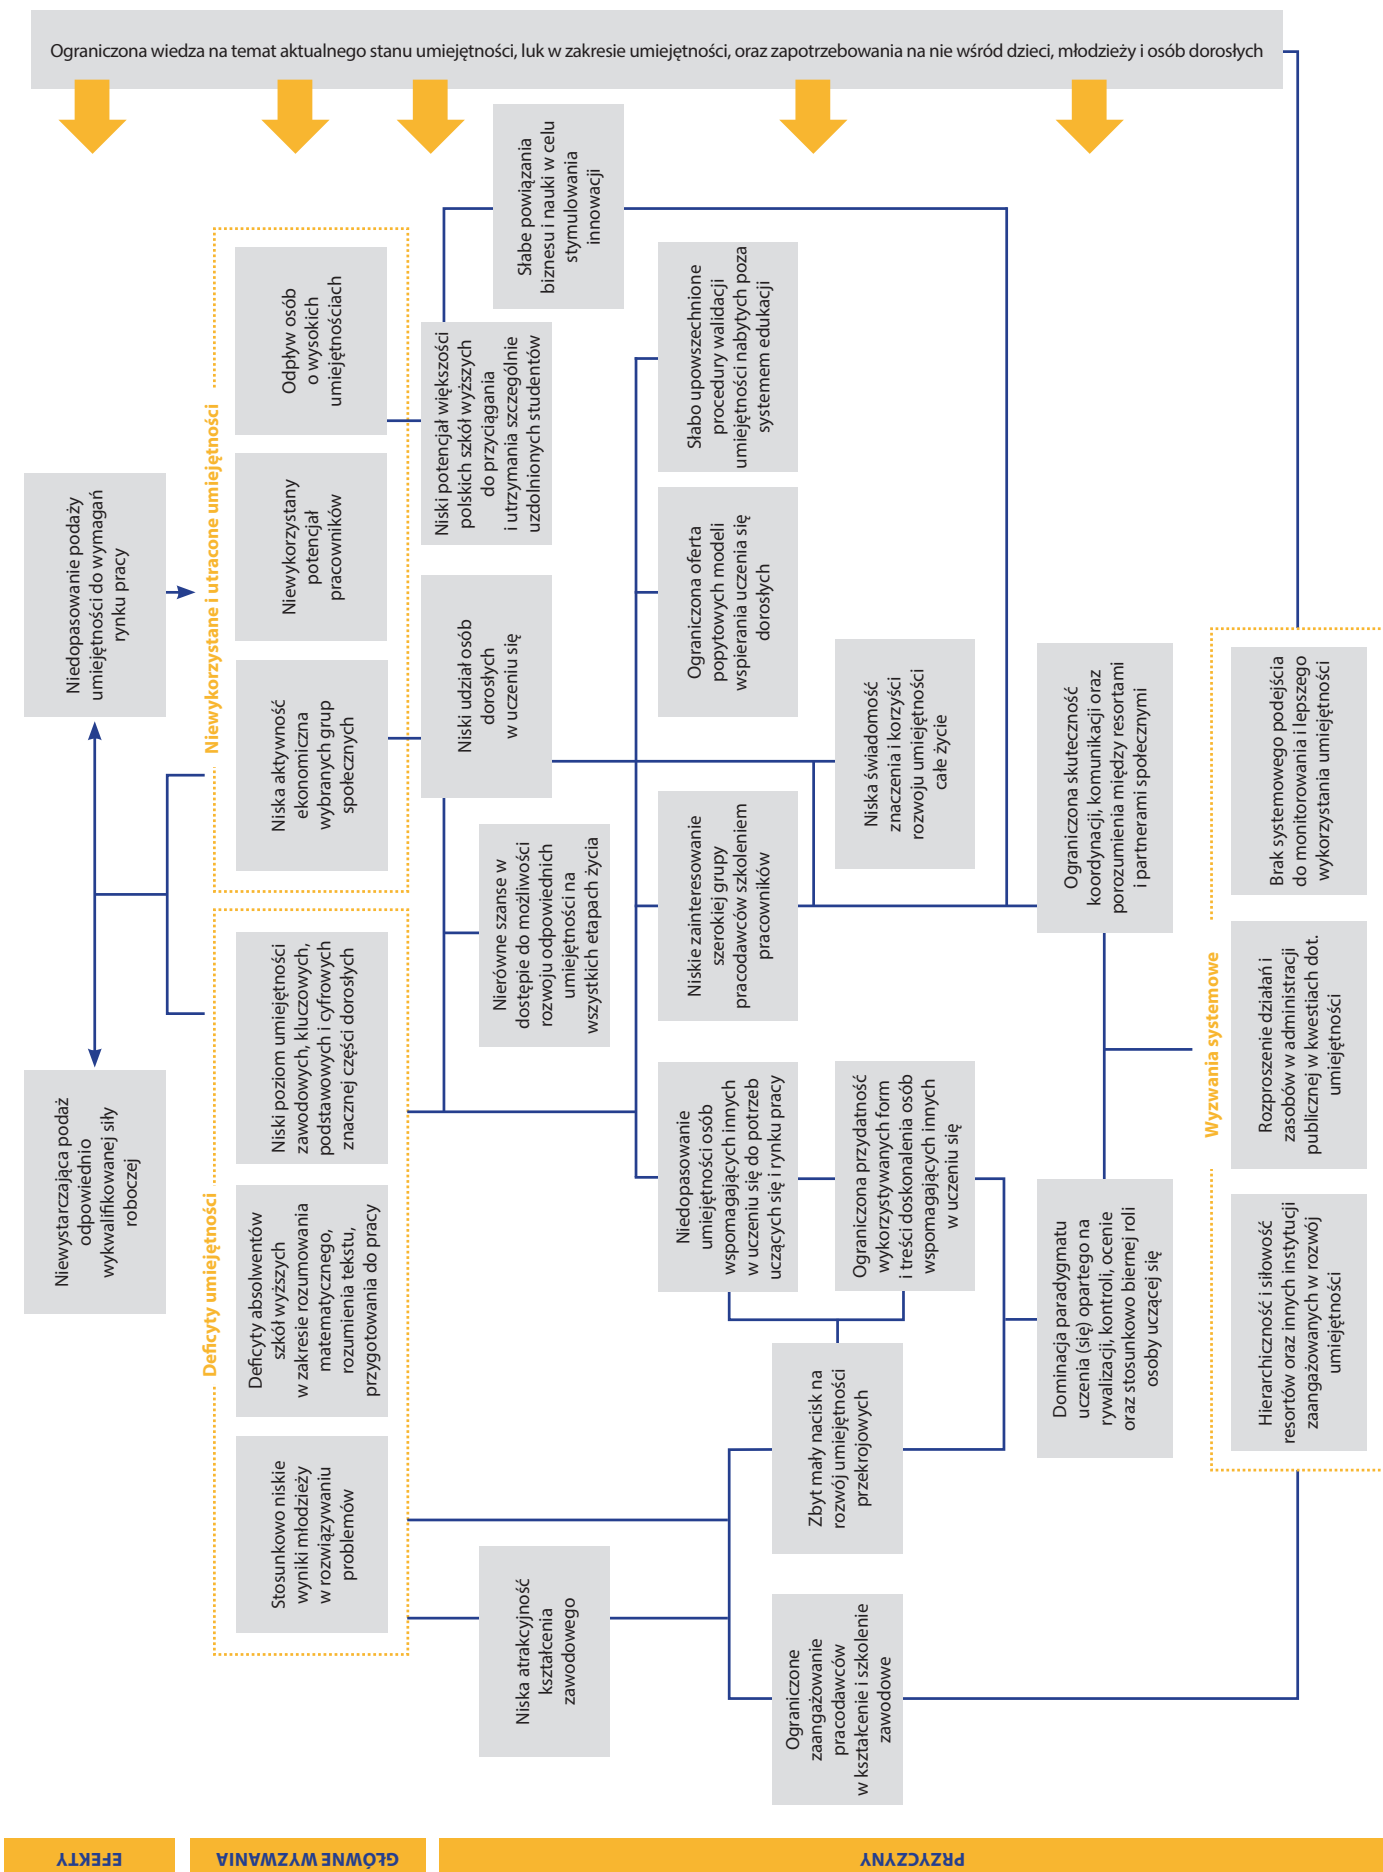 Ograniczona wiedza na temat aktualnego stanu umiejętności, luk w zakresie umiejętności, oraz zapotrzebowania na nie wśród dzieci, młodzieży i osób dorosłych
EFEKTY
Newystarczająca podaż
odpowiednio
wykwalifikowanej siły
roboczej
Niedopasowanie podaży
umiejętności do wymagań
rynku pracy
GŁÓWNE WYZWANIA
Deficyty umiejętności
Stosunkowo niskie
wyniki młodzieży
w rozwiązywaniu
problemów
Deficyty absolwentów
szkół wyższych
w zakresie rozumowania
matematycznego,
rozumienia tekstu,
przygotowania do pracy
Niski poziom umiejętności
zawodowych, kluczowych,
podstawowych i cyfrowych
znacznej części dorosłych
Niewykorzystane i utracone umiejętności
Niska aktywność
ekonomiczna
wybranych grup
społecznych
Niewykorzystany
potencjał
pracowników
Odpływ osób
o wysokich
umiejętnościach
PRZYCZYNY
Niska atrakcyjność
kształcenia
zawodowego
Nierówne szanse w
dostępie do możliwości
rozwoju odpowiednich
umiejętności na
wszystkich etapach życia
Niski udział osób
dorosłych
w uczeniu się
Niski potencjał większości
polskich szkół wyższych
do przyciągania
i utrzymania szczególnie
uzdolnionych studentów
Słabe powiązania
biznesu i nauki w celu
stymulowania
innowacji
Niedopasowanie
umiejętności osób
wspomagających innych
w uczeniu się do potrzeb
uczących się i rynku pracy
Niskie zainteresowanie
szerokiej grupy
pracodawców szkoleniem
pracowników
Ograniczona oferta
popytowych modeli
wspierania uczenia się
dorosłych
Słabo upowszechnione
procedury walidacji
umiejętności nabytych poza
systemem edukacji
Ograniczone
zaangażowanie
pracodawców
w kształcenie i szkolenie
zawodowe
Zbyt mały nacisk na
rozwój umiejętności
przekrojowych
Ograniczona przydatność
wykorzystywanych form
i treści doskonalenia osób
wspomagających innych
w uczeniu się
Niska świadomość
znaczenia i korzyści
rozwoju umiejętności
całe życie
Dominacja paradygmatu
uczenia (się) opartego na
rywalizacji, kontroli, ocenie
oraz stosunkowo biernej roli
osoby uczącej się
Ograniczona skuteczność
koordynacji, komunikacji oraz
porozumienia między resortami
i partnerami społecznymi
Wyzwania systemowe
Hierarchiczność i siłowość
resortów oraz innych instytucji
zaangażowanych w rozwój
umiejętności
Rozproszenie działań i
zasobów w administracji
publicznej w kwestiach dot.
umiejętności
Brak systemowego podejścia
do monitorowania i lepszego
wykorzystania umiejętności